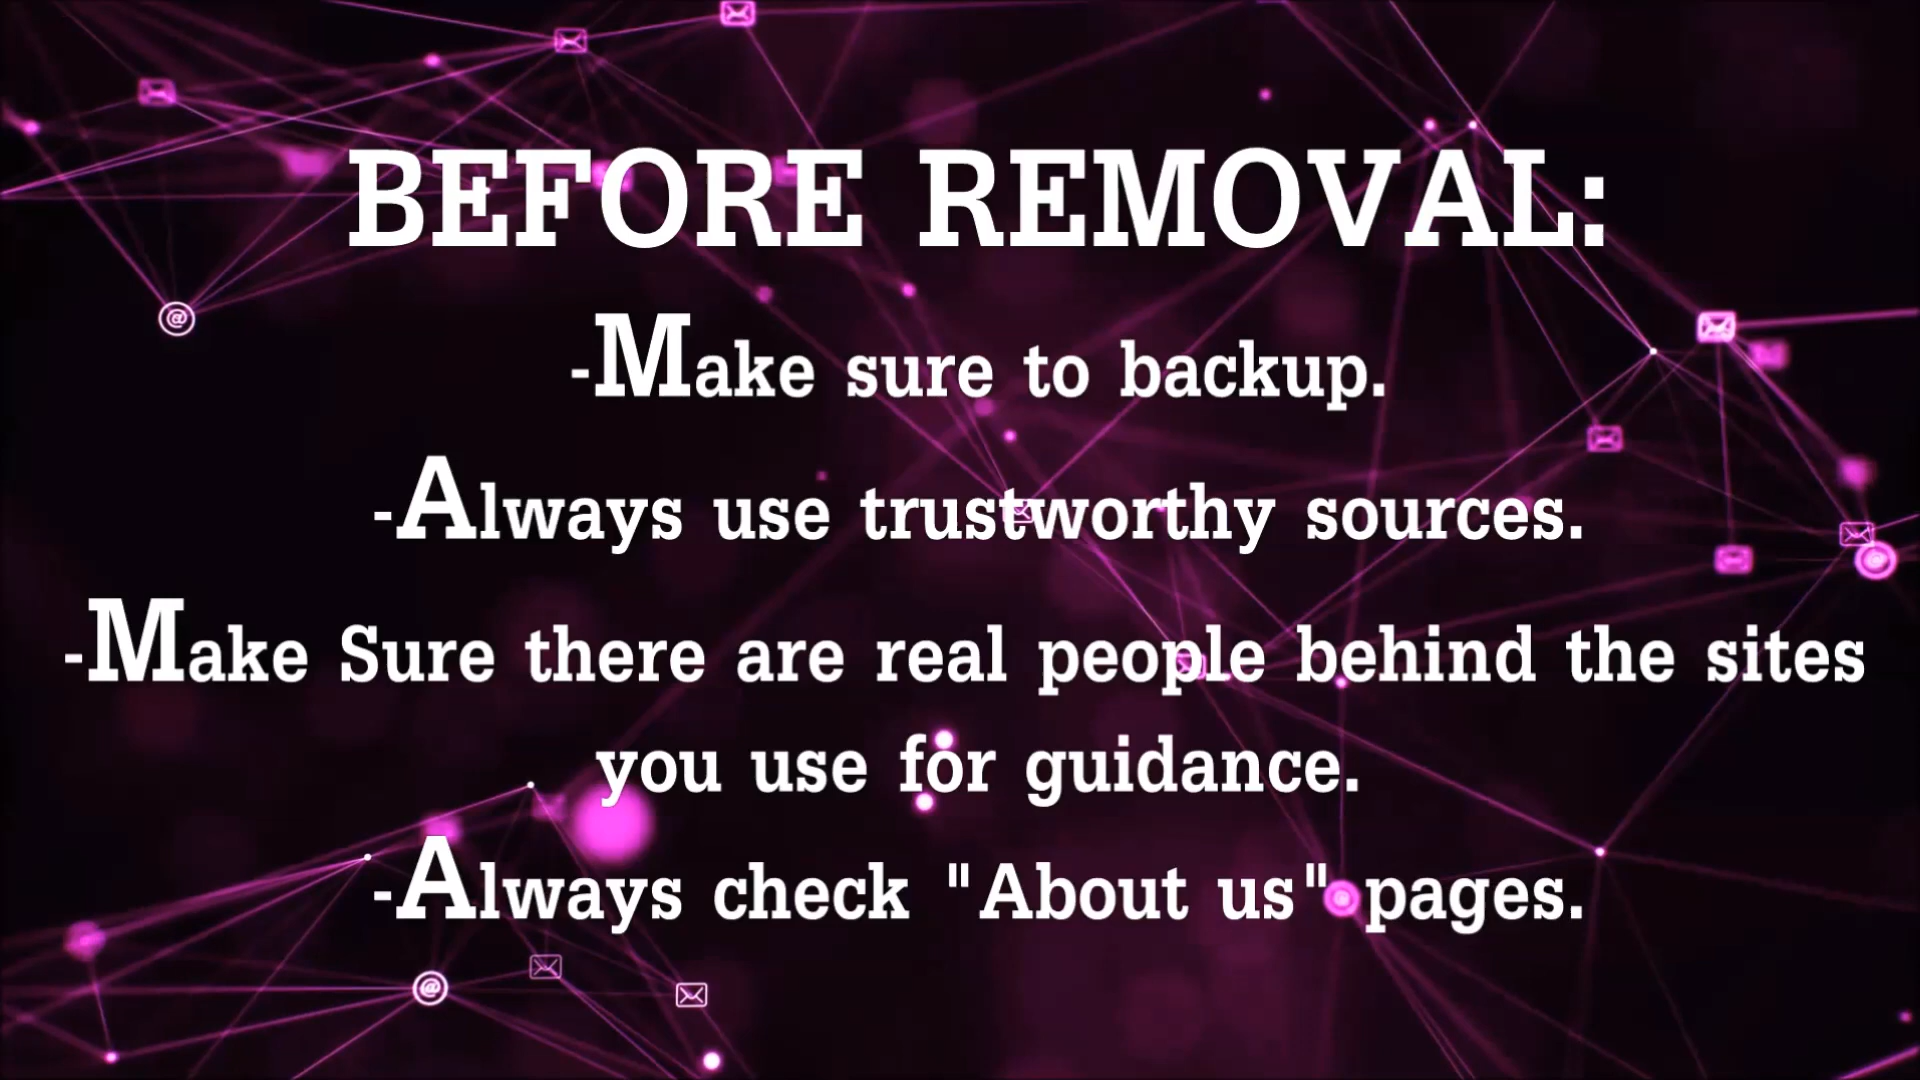 BEFORE REMOVAL:
-Make sure to backup.
-Always use trustworthy sources.
-Make Sure there are real people behind the sites
you use for guidance.
-Always check "About us" pages.